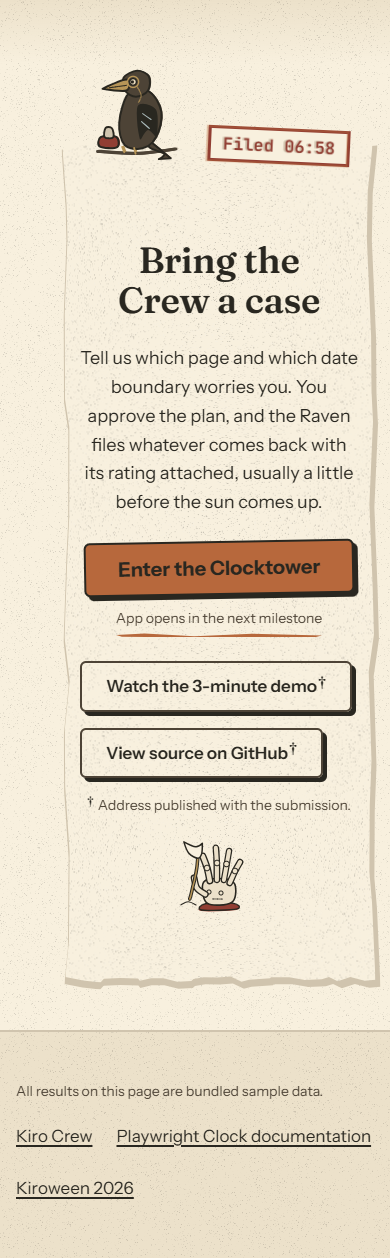 Filed 06:58
Bring the
Crew a case
Tell us which page and which date
boundary worries you. You
approve the plan, and the Raven
files whatever comes back with
its rating attached, usually a little
before the sun comes up.
Enter the Clocktower
App opens in the next milestone
Watch the 3-minute demo†
View source on GitHub†
† Address published with the submission.
All results on this page are bundled sample data.
Kiro Crew Playwright Clock documentation
Kiroween 2026